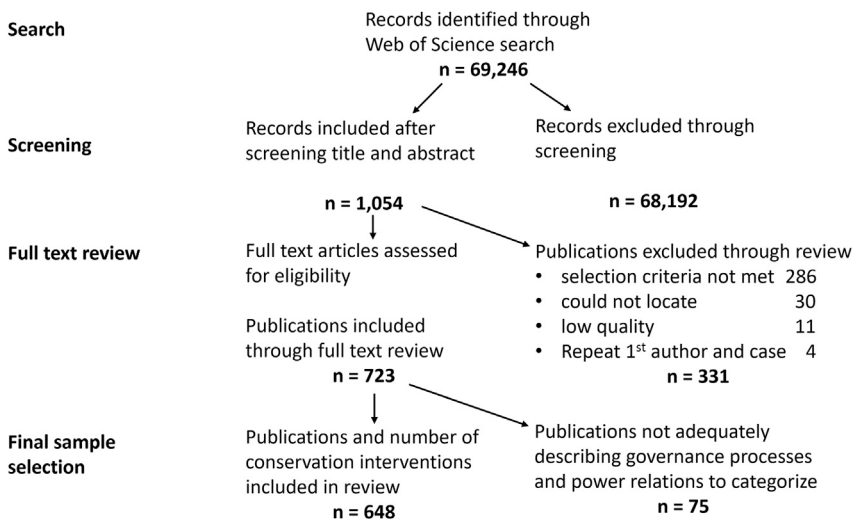 Search
Records identified through
Web of Science search
n = 69,246
Screening
Records included after
screening title and abstract
n = 1,054
Records excluded through
screening
n = 68,192
Full text review
Full text articles assessed
for eligibility
Publications included
through full text review
n = 723
Publications excluded through review
• selection criteria not met 286
• could not locate 30
• low quality 11
• Repeat 1st author and case 4
n = 331
Final sample
selection
Publications and number of
conservation interventions
included in review
n = 648
Publications not adequately
describing governance processes
and power relations to categorize
n = 75